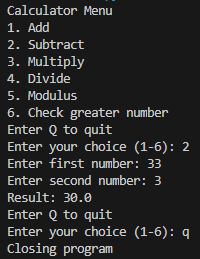 Calculator Menu
1. Add
2. Subtract
3. Multiply
4. Divide
5. Modulus
6. Check greater number
Enter Q to quit
Enter your choice (1-6): 2
Enter first number: 33
Enter second number: 3
Result: 30.0
Enter Q to quit
Enter your choice (1-6): q
Closing program